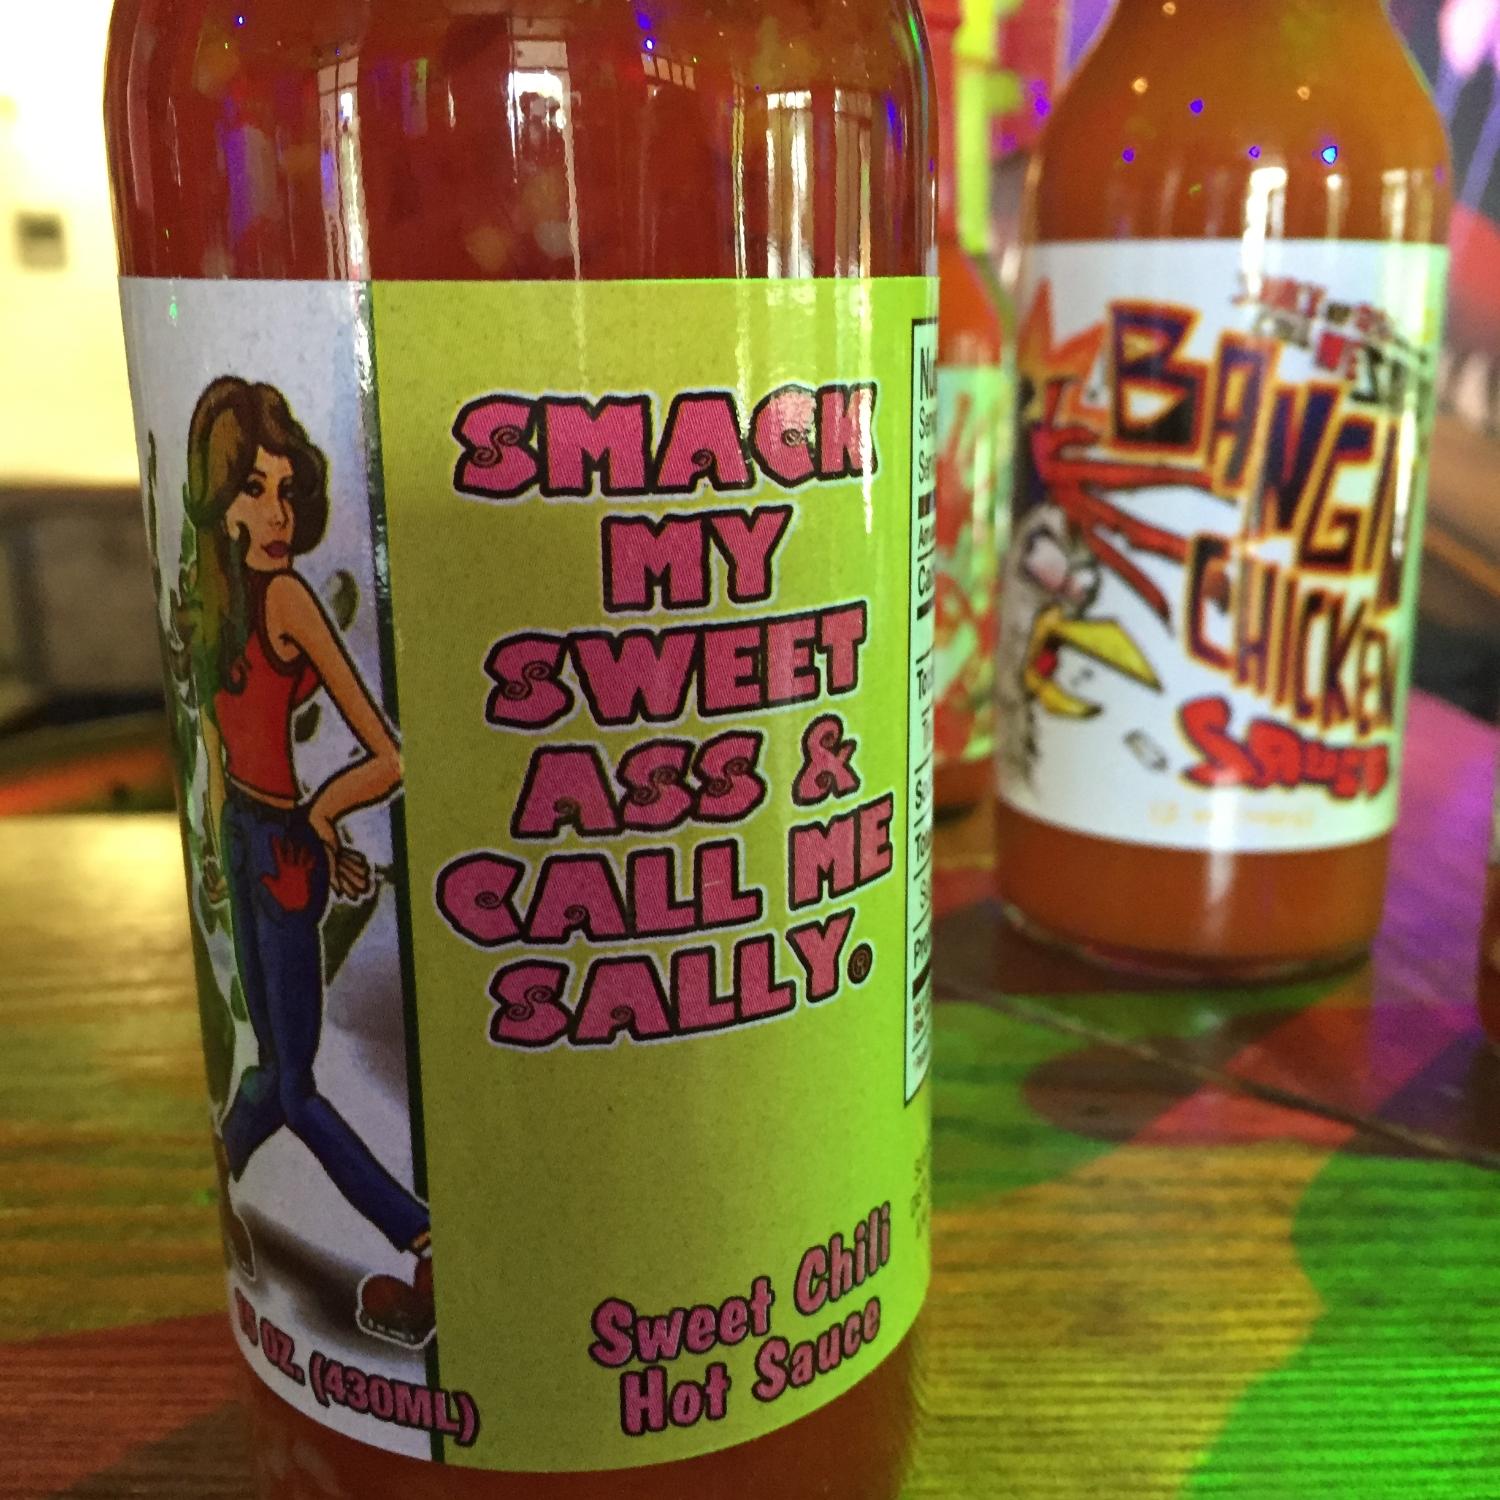 SMACK
MY
SWEET
ASS &
CALL ME
SALLY.®
Sweet Chili
Hot Sauce
OZ. (430ML)
BANGIN
CHICKEN
SAUCE